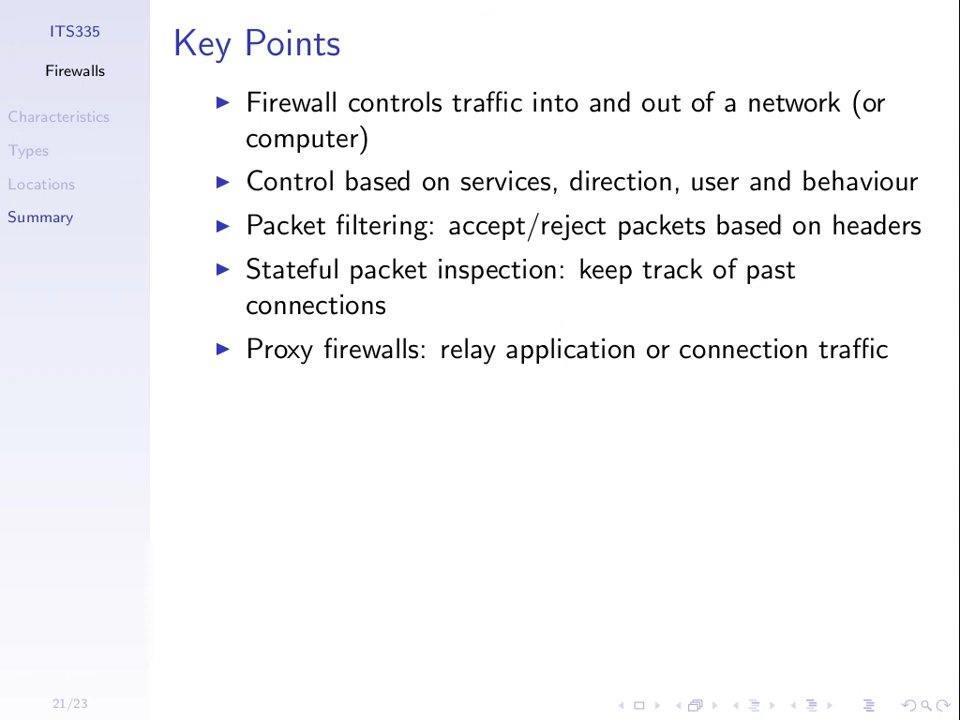 ITS335
Firewalls
Characteristics
Types
Locations
Summary
Key Points
Firewall controls traffic into and out of a network (or
computer)
Control based on services, direction, user and behaviour
Packet filtering: accept/reject packets based on headers
Stateful packet inspection: keep track of past
connections
Proxy firewalls: relay application or connection traffic
21/23